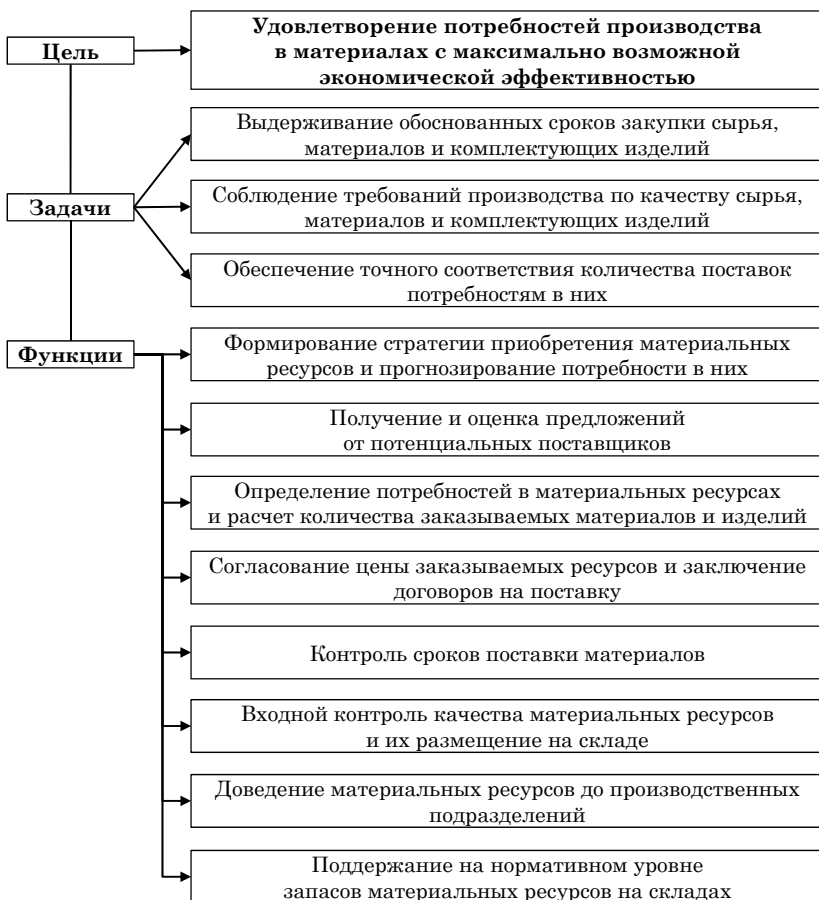 Цель
Удовлетворение потребностей производства
в материалах с максимально возможной
экономической эффективностью
Задачи
Выдерживание обоснованных сроков закупки сырья,
материалов и комплектующих изделий
Соблюдение требований производства по качеству сырья,
материалов и комплектующих изделий
Обеспечение точного соответствия количества поставок
потребностям в них
Функции
Формирование стратегии приобретения материальных
ресурсов и прогнозирование потребности в них
Получение и оценка предложений
от потенциальных поставщиков
Определение потребностей в материальных ресурсах
и расчет количества заказываемых материалов и изделий
Согласование цены заказываемых ресурсов и заключение
договоров на поставку
Контроль сроков поставки материалов
Входной контроль качества материальных ресурсов
и их размещение на складе
Доведение материальных ресурсов до производственных
подразделений
Поддержание на нормативном уровне
запасов материальных ресурсов на складах